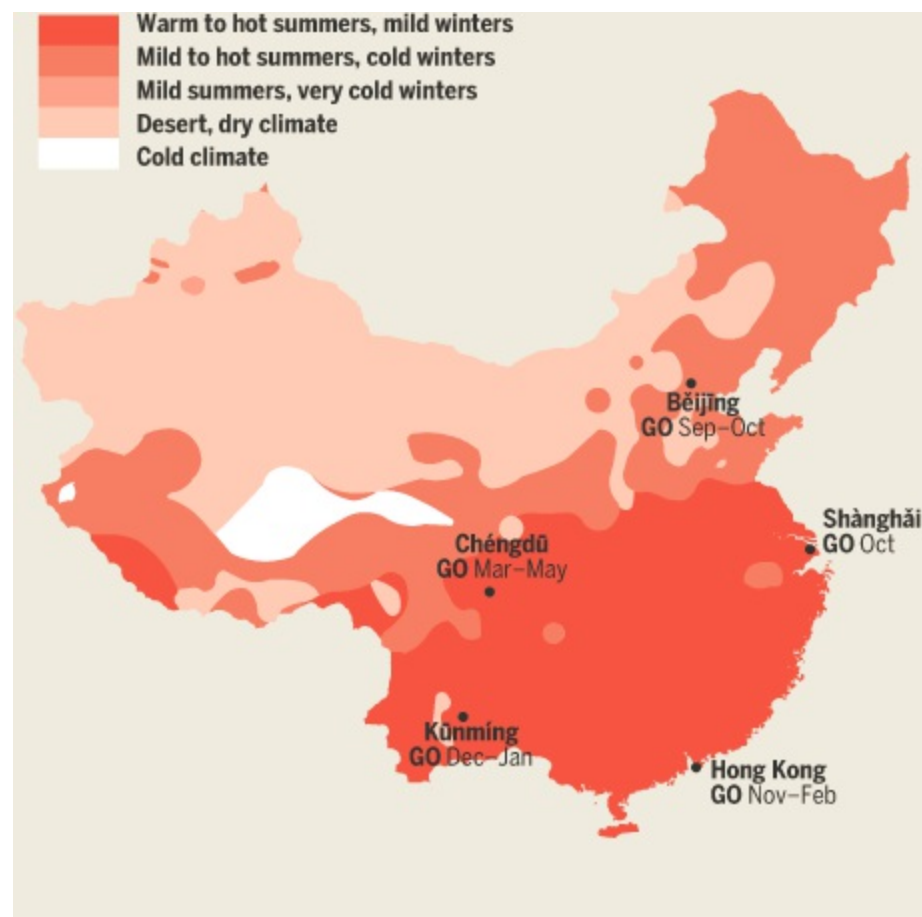 Warm to hot summers, mild winters
Mild to hot summers, cold winters
Mild summers, very cold winters
Desert, dry climate
Cold climate
Běijīng
GO Sep–Oct
Shànghǎi
GO Oct
Chéngdū
GO Mar–May
Kūnmíng
GO Dec–Jan
Hong Kong
GO Nov–Feb